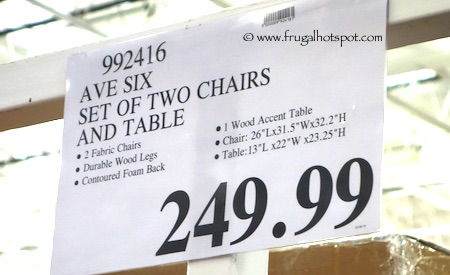 www.frugalhotspot.com
992416
AVE SIX
SET OF TWO CHAIRS
AND TABLE
• 2 Fabric Chairs
• Durable Wood Legs
• Contoured Foam Back
• 1 Wood Accent Table
• Chair: 26"Lx31.5"Wx32.2"H
• Table:13"L x22"W x23.25"H
249.99